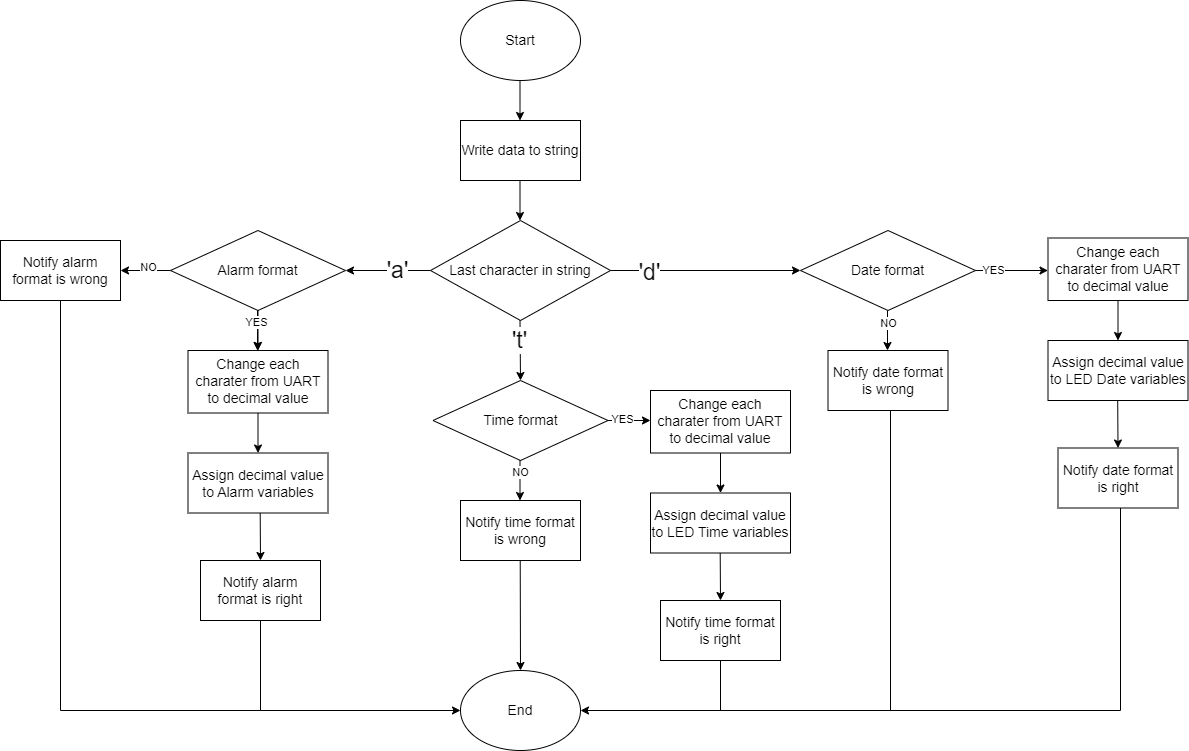 Start
Write data to string
Last character in string
'a'
'd'
't'
Alarm format
NO
Notify alarm
format is wrong
YES
Change each
charater from UART
to decimal value
Assign decimal value
to Alarm variables
Notify alarm
format is right
Time format
NO
Notify time format
is wrong
YES
Change each
charater from UART
to decimal value
Assign decimal value
to LED Time variables
Notify time format
is right
Date format
NO
Notify date format
is wrong
YES
Change each
charater from UART
to decimal value
Assign decimal value
to LED Date variables
Notify date format
is right
End